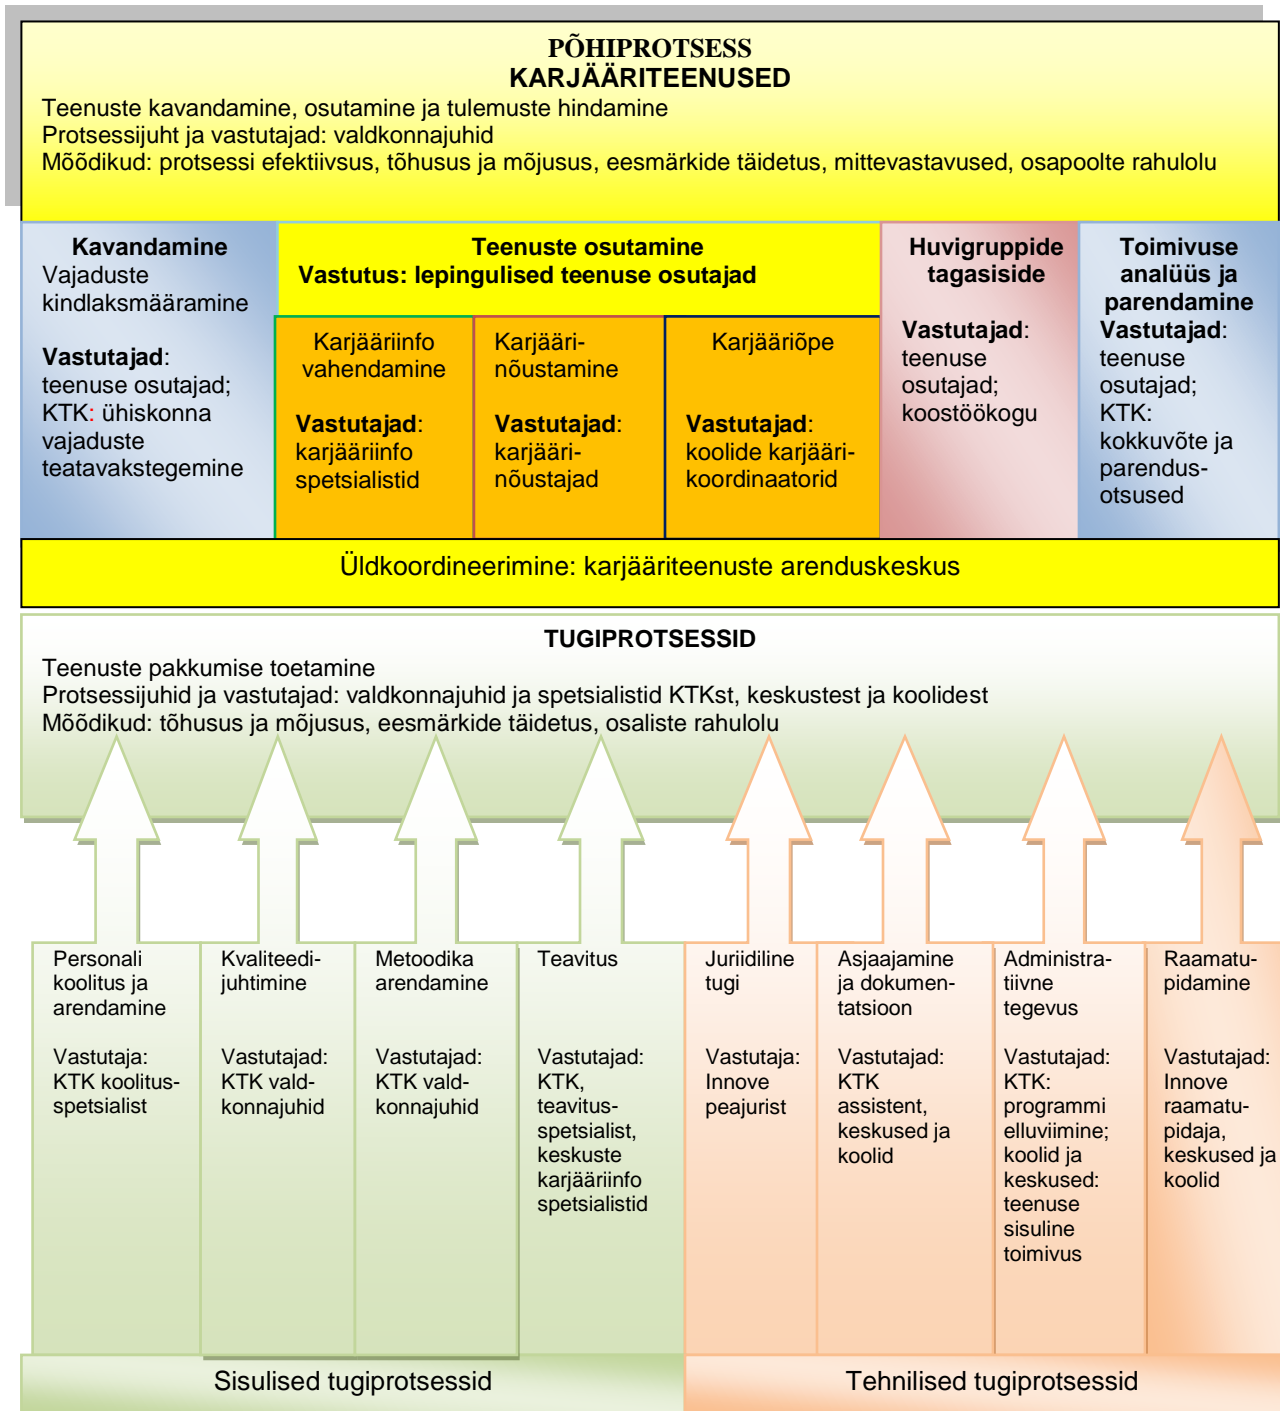 PÕHIPROTSESS
KARJÄÄRITEENUSED
Teenuste kavandamine, osutamine ja tulemuste hindamine
Protsessijuht ja vastutajad: valdkonnajuhid
Mõõdikud: protsessi efektiivsus, tõhusus ja mõjusus, eesmärkide täidetus, mittevastavused, osapoolte rahulolu
Kavandamine
Vajaduste
kindlaksmääramine
Vastutajad:
teenuse osutajad;
KTK: ühiskonna
vajaduste
teatavakstegemine
Teenuste osutamine
Vastutus: lepingulised teenuse osutajad
Karjääriinfo
vahendamine
Vastutajad:
karjääriinfo
spetsialistid
Karjääri-
nõustamine
Vastutajad:
karjääri-
nõustajad
Karjääriõpe
Vastutajad:
koolide karjääri-
koordinaatorid
Huvigruppide
tagasiside
Vastutajad:
teenuse
osutajad;
koostöökogu
Toimivuse
analüüs ja
parendamine
Vastutajad:
teenuse
osutajad;
KTK:
kokkuvõte ja
parendus-
otsused
Üldkoordineerimine: karjääriteenuste arenduskeskus
TUGIPROTSESSID
Teenuste pakkumise toetamine
Protsessijuhid ja vastutajad: valdkonnajuhid ja spetsialistid KTKst, keskustest ja koolidest
Mõõdikud: tõhusus ja mõjusus, eesmärkide täidetus, osaliste rahulolu
Personali
koolitus ja
arendamine
Vastutaja:
KTK koolitus-
spetsialist
Kvaliteedi-
juhtimine
Vastutajad:
KTK vald-
konnajuhid
Metoodika
arendamine
Vastutajad:
KTK vald-
konnajuhid
Teavitus
Vastutajad:
KTK,
teavitus-
spetsialist,
keskuste
karjääriinfo
spetsialistid
Juriidiline
tugi
Vastutaja:
Innove
peajurist
Asjaajamine
ja dokumen-
tatsioon
Vastutajad:
KTK
assistent,
keskused ja
koolid
Administra-
tiivne
tegevus
Vastutajad:
KTK:
programmi
elluviimine;
koolid ja
keskused:
teenuse
sisuline
toimivus
Raamatu-
pidamine
Vastutajad:
Innove
raamatu-
pidaja,
keskused ja
koolid
Sisulised tugiprotsessid
Tehnilised tugiprotsessid